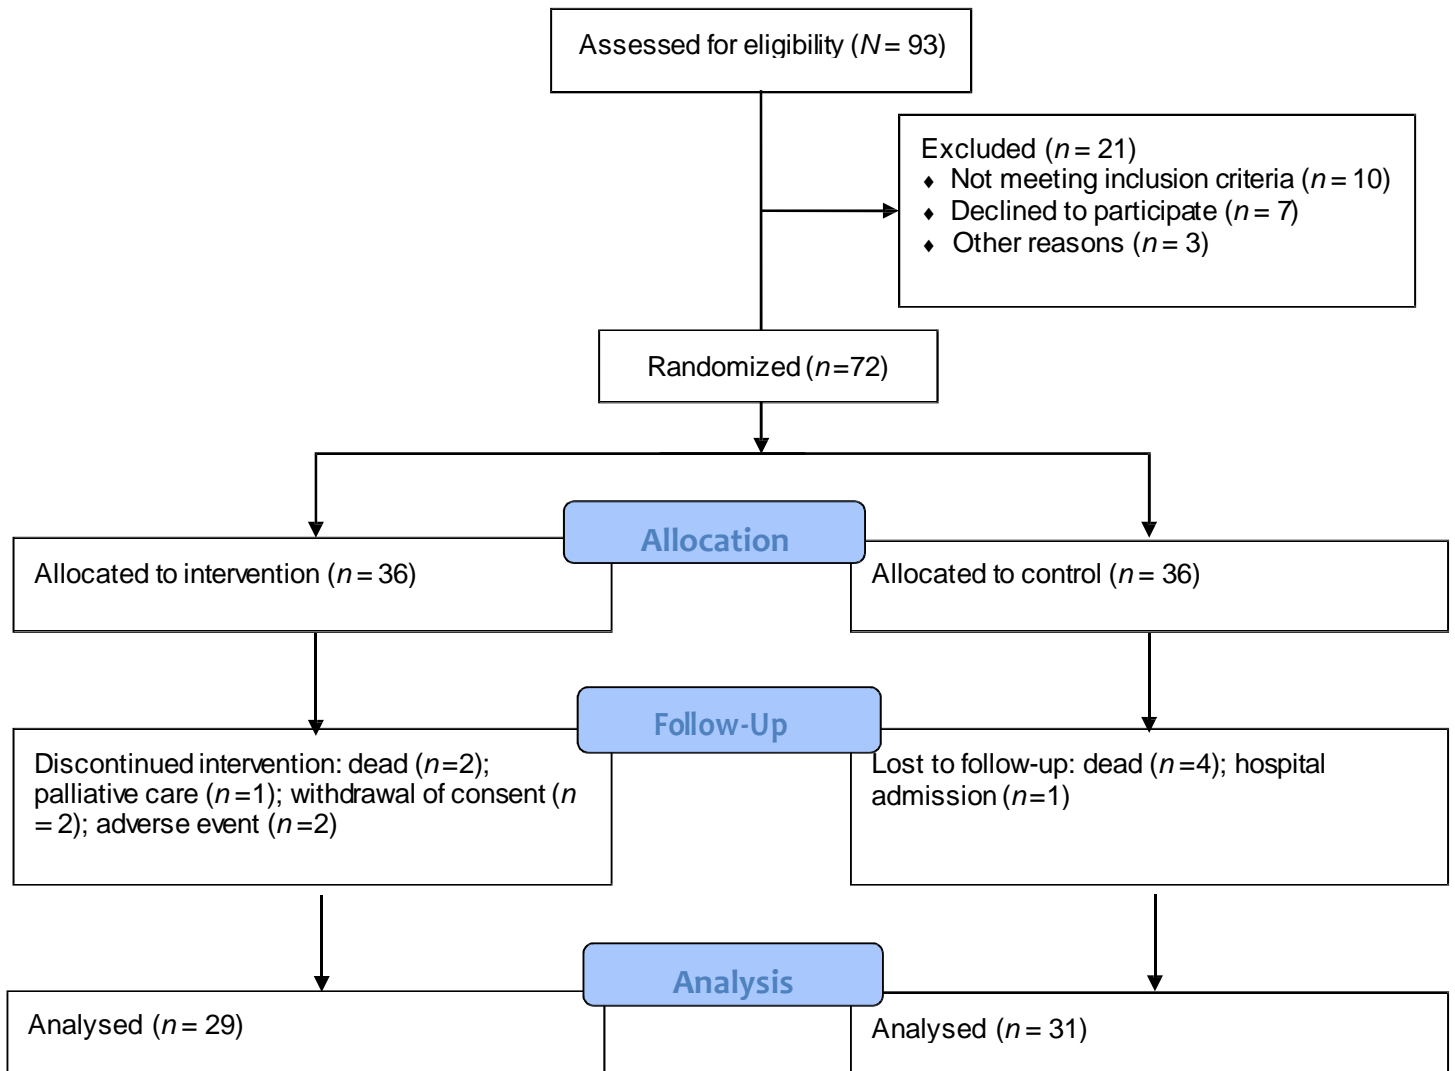 Assessed for eligibility (N = 93)
Excluded (n = 21)
♦ Not meeting inclusion criteria (n = 10)
♦ Declined to participate (n = 7)
♦ Other reasons (n = 3)
Randomized (n=72)
Allocation
Allocated to intervention (n = 36)
Allocated to control (n = 36)
Follow-Up
Discontinued intervention: dead (n=2);
palliative care (n=1); withdrawal of consent (n
= 2); adverse event (n=2)
Lost to follow-up: dead (n=4); hospital
admission (n=1)
Analysis
Analysed (n = 29)
Analysed (n = 31)